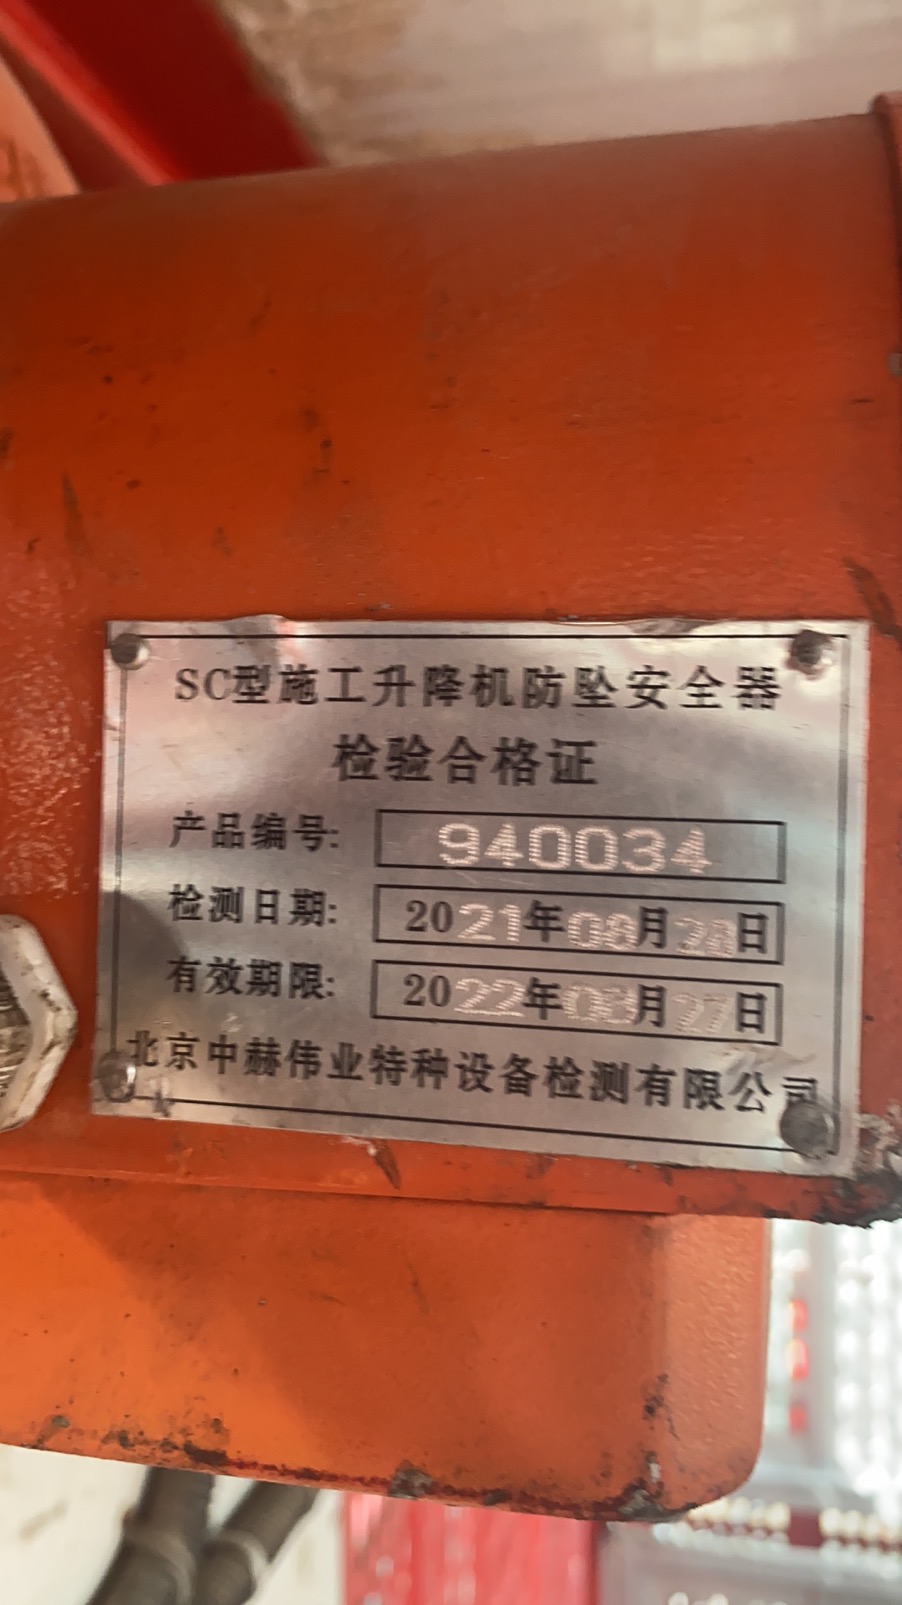 SC型施工升降机防坠安全器
检验合格证
产品编号: 940034
检测日期: 2021年08月28日
有效期限: 2022年08月27日
北京中赫伟业特种设备检测有限公司